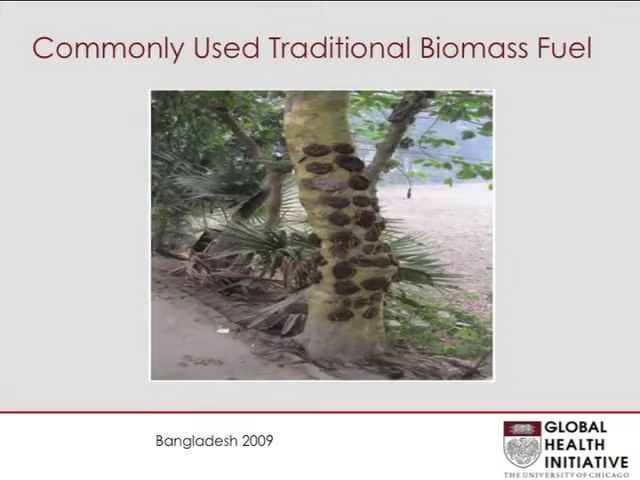 Commonly Used Traditional Biomass Fuel
Bangladesh 2009
GLOBAL
HEALTH
INITIATIVE
THE UNIVERSITY OF CHICAGO